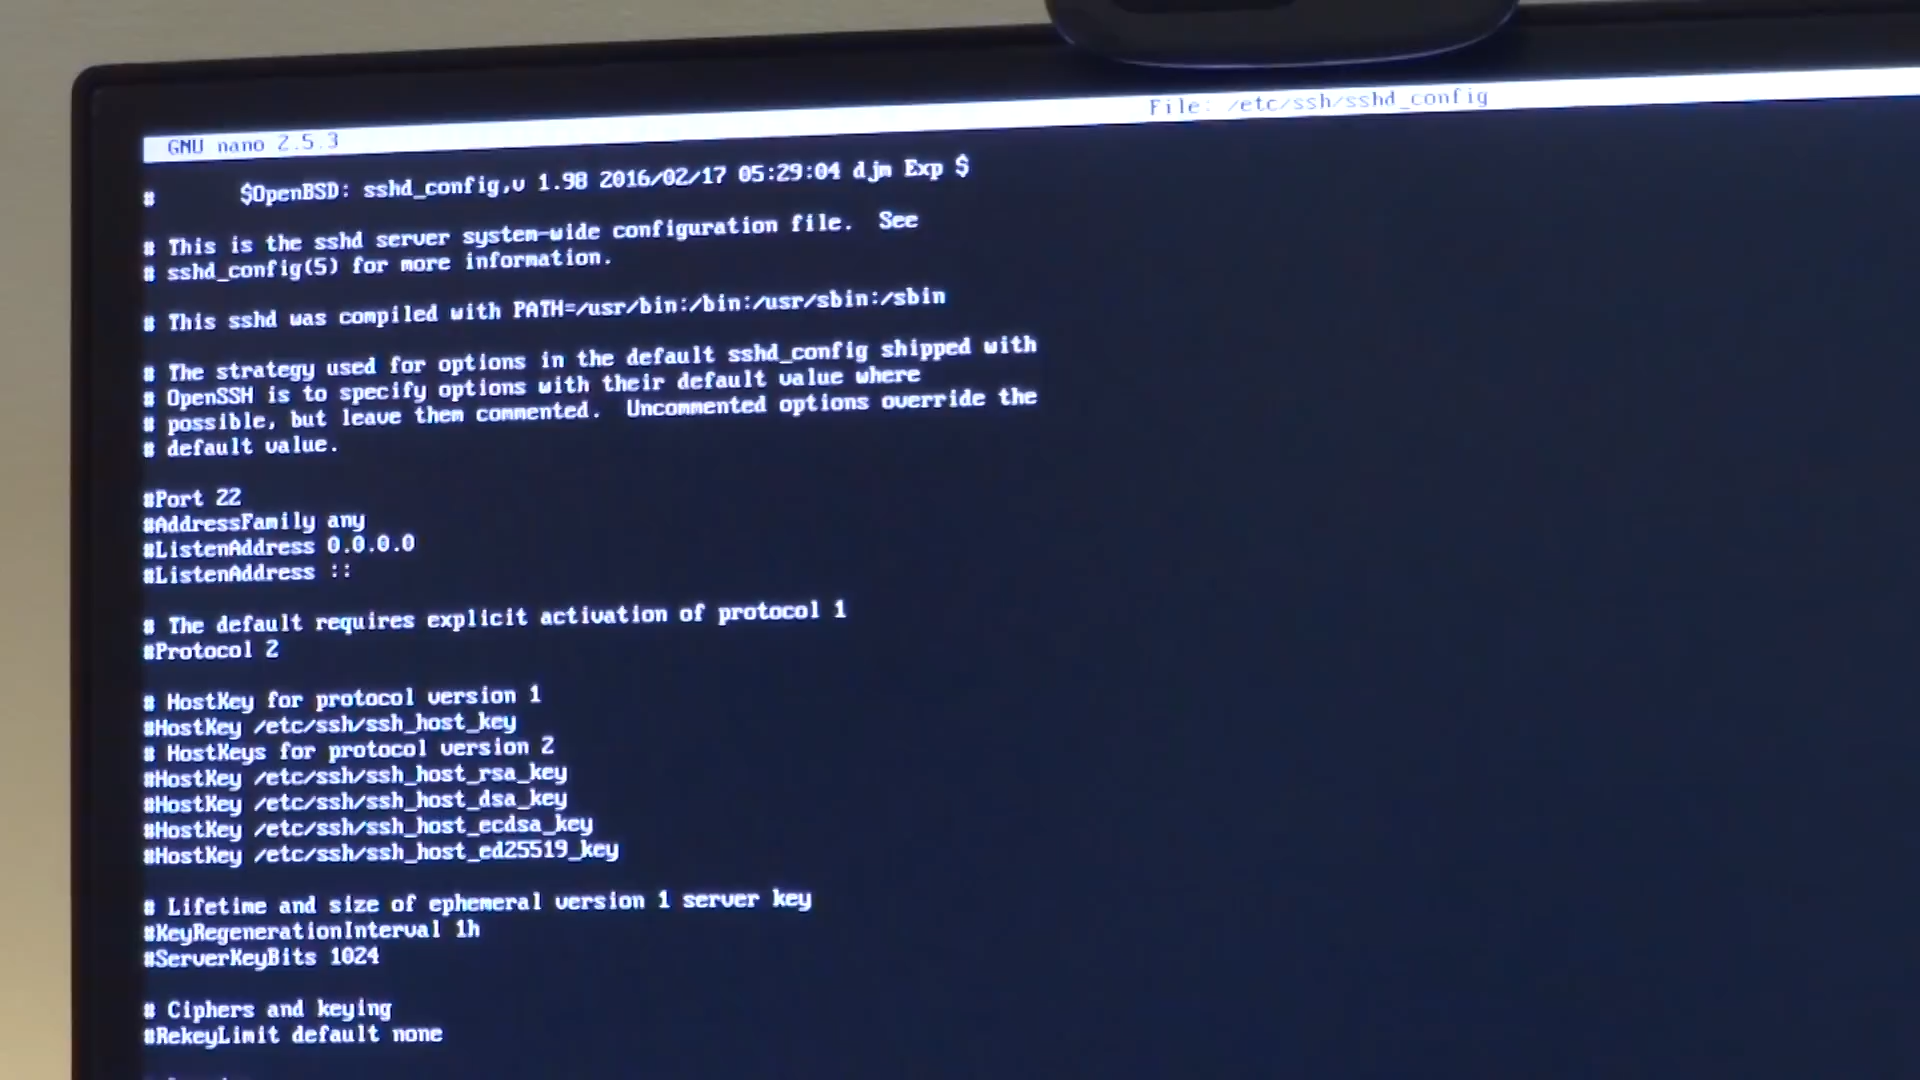 GNU nano 2.5.3
File: /etc/ssh/sshd_config
# $OpenBSD: sshd_config,v 1.98 2016/02/17 05:29:04 djm Exp $
# This is the sshd server system-wide configuration file. See
# sshd_config(5) for more information.
# This sshd was compiled with PATH=/usr/bin:/bin:/usr/sbin:/sbin
# The strategy used for options in the default sshd_config shipped with
# OpenSSH is to specify options with their default value where
# possible, but leave them commented. Uncommented options override the
# default value.
#Port 22
#AddressFamily any
#ListenAddress 0.0.0.0
#ListenAddress ::
# The default requires explicit activation of protocol 1
#Protocol 2
# HostKey for protocol version 1
#HostKey /etc/ssh/ssh_host_key
# HostKeys for protocol version 2
#HostKey /etc/ssh/ssh_host_rsa_key
#HostKey /etc/ssh/ssh_host_dsa_key
#HostKey /etc/ssh/ssh_host_ecdsa_key
#HostKey /etc/ssh/ssh_host_ed25519_key
# Lifetime and size of ephemeral version 1 server key
#KeyRegenerationInterval 1h
#ServerKeyBits 1024
# Ciphers and keying
#RekeyLimit default none